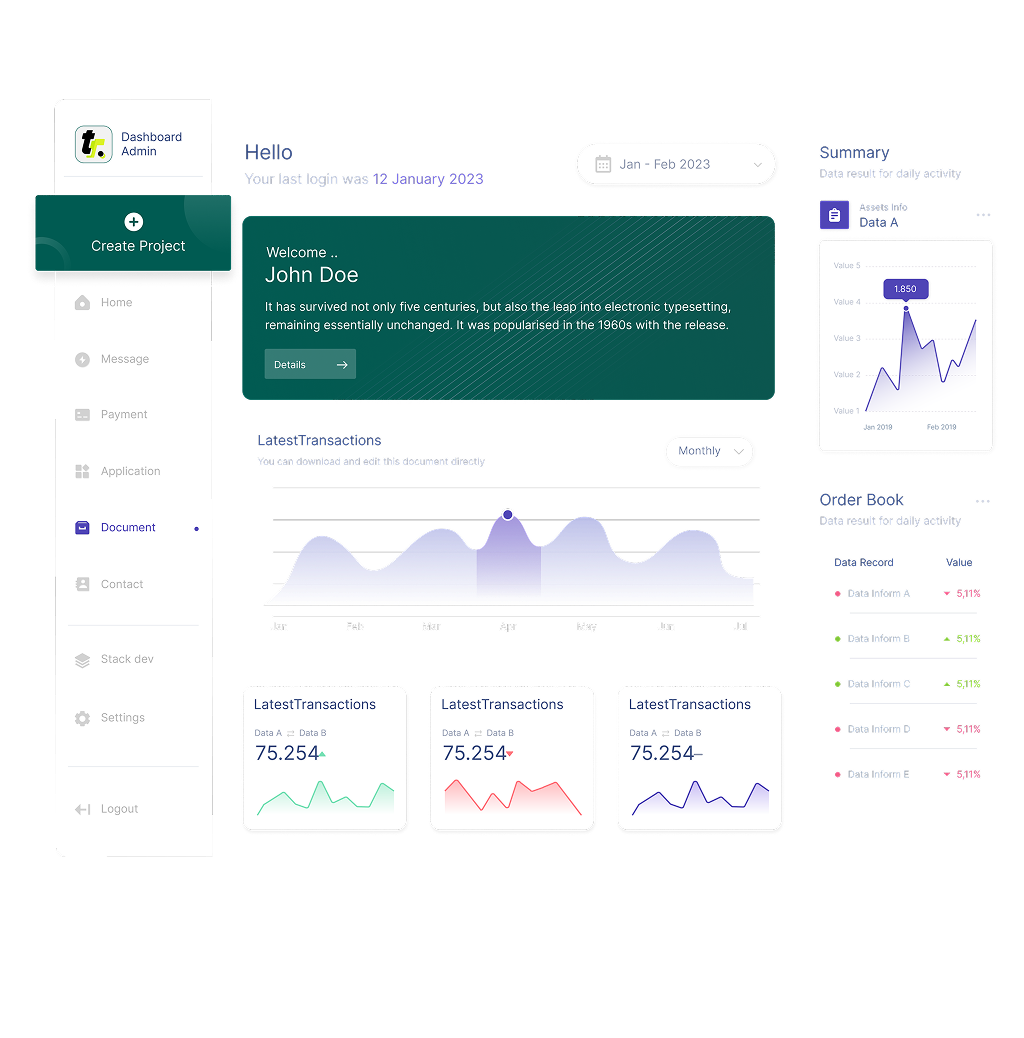 tr.
Dashboard
Admin
Create Project
Home
Message
Payment
Application
Document
Contact
Stack dev
Settings
Logout
Hello
Your last login was 12 January 2023
Jan - Feb 2023
Welcome ..
John Doe
It has survived not only five centuries, but also the leap into electronic typesetting,
remaining essentially unchanged. It was popularised in the 1960s with the release.
Details
LatestTransactions
You can download and edit this document directly
Monthly
Jan Feb Mar Apr May Jun Jul
LatestTransactions
Data A Data B
75.254
LatestTransactions
Data A Data B
75.254
LatestTransactions
Data A Data B
75.254
Summary
Data result for daily activity
Assets Info
Data A
Value 5
1.850
Value 4
Value 3
Value 2
Value 1
Jan 2019 Feb 2019
Order Book
Data result for daily activity
Data Record Value
Data Inform A 5,11%
Data Inform B 5,11%
Data Inform C 5,11%
Data Inform D 5,11%
Data Inform E 5,11%